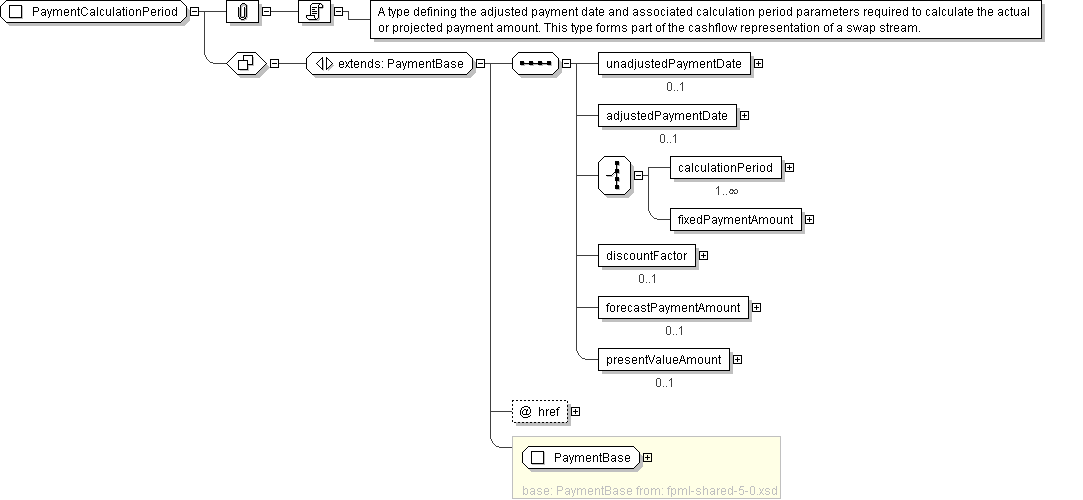 PaymentCalculationPeriod
A type defining the adjusted payment date and associated calculation period parameters required to calculate the actual
or projected payment amount. This type forms part of the cashflow representation of a swap stream.
extends: PaymentBase
unadjustedPaymentDate
0..1
adjustedPaymentDate
0..1
calculationPeriod
1..∞
fixedPaymentAmount
discountFactor
0..1
forecastPaymentAmount
0..1
presentValueAmount
0..1
@ href
PaymentBase
base: PaymentBase from: fpml-shared-5-0.xsd